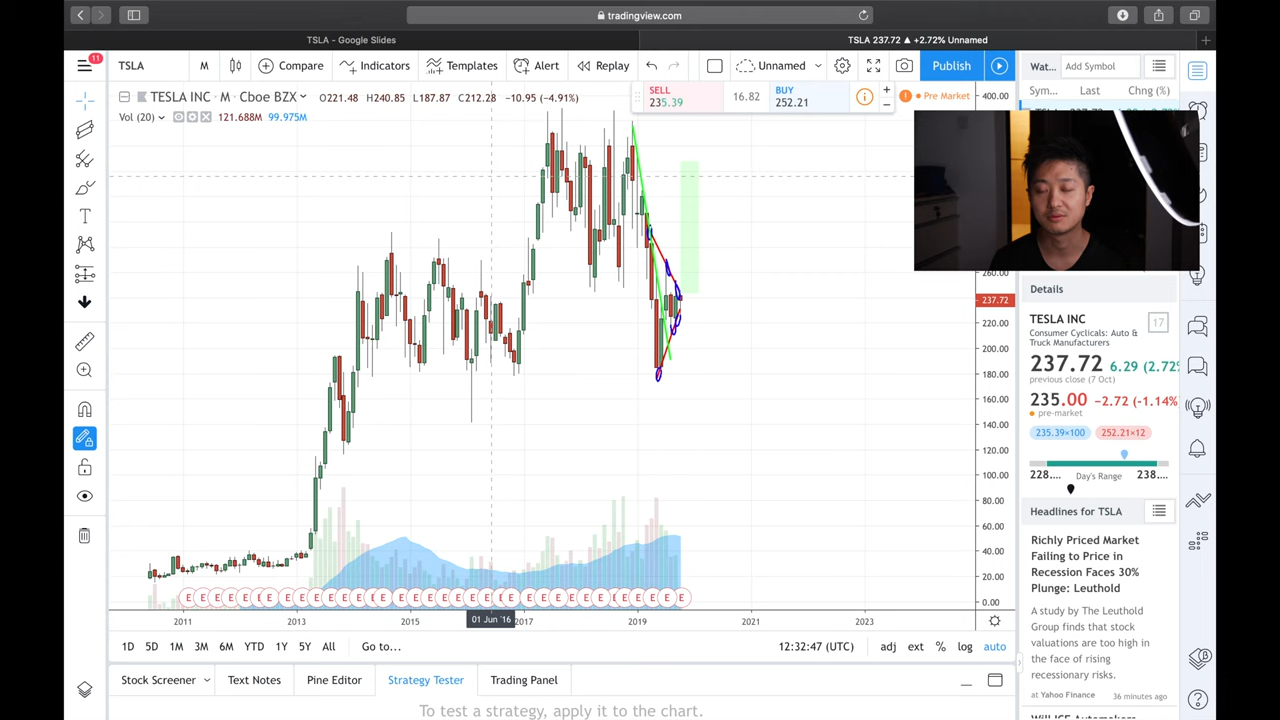 tradingview.com
TSLA - Google Slides
TSLA 237.72 ▲ +2.72% Unnamed
11
TSLA
M
Compare
Indicators
Templates
Alert
Replay
Unnamed
Publish
Wat...
Add Symbol
TESLA INC · M · Cboe BZX
O221.48 H240.85 L187.87 C212.28 −10.95 (−4.91%)
SELL
235.39
16.82
BUY
252.21
Pre Market
Sym...
Last
Chng (%)
Vol (20)
121.688M
99.975M
400.00
260.00
237.72
220.00
200.00
180.00
160.00
140.00
120.00
100.00
80.00
60.00
40.00
20.00
0.00
Details
TESLA INC
17
Consumer Cyclicals: Auto &
Truck Manufacturers
237.72 6.29 (2.72%
previous close (7 Oct)
235.00 −2.72 (−1.14%
pre-market
235.39×100
252.21×12
228....
Day's Range
238....
Headlines for TSLA
Richly Priced Market
Failing to Price in
Recession Faces 30%
Plunge: Leuthold
A study by The Leuthold
Group finds that stock
valuations are too high in
the face of rising
recessionary risks.
at Yahoo Finance
36 minutes ago
E E E E E E E E E E E E E E E E E E E E E E E E E E E E E E E E E E E
2011
2013
2015
01 Jun '16
2017
2019
2021
2023
1D 5D 1M 3M 6M YTD 1Y 5Y All
Go to...
12:32:47 (UTC)
adj
ext
%
log
auto
Stock Screener
Text Notes
Pine Editor
Strategy Tester
Trading Panel
To test a strategy, apply it to the chart.